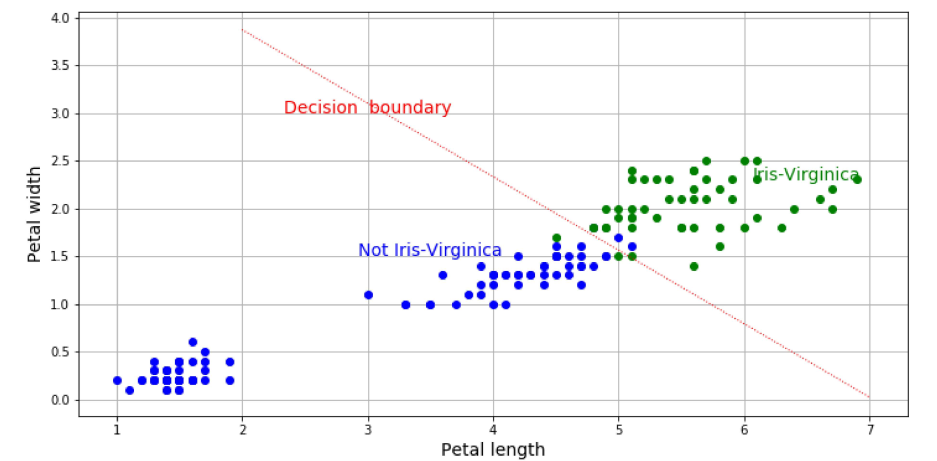 4.0
3.5
3.0
2.5
2.0
1.5
1.0
0.5
0.0
Petal width
Decision boundary
Iris-Virginica
Not Iris-Virginica
1 2 3 4 5 6 7
Petal length